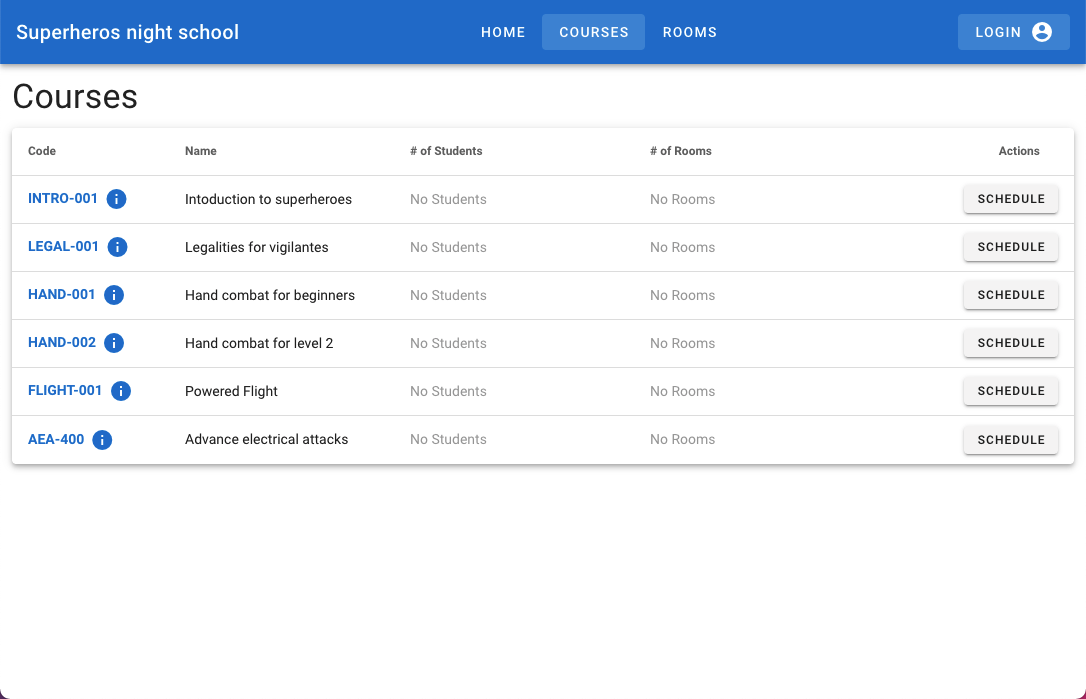 Superheros night school HOME COURSES ROOMS LOGIN
Courses
Code Name # of Students # of Rooms Actions
INTRO-001 Intoduction to superheroes No Students No Rooms SCHEDULE
LEGAL-001 Legalities for vigilantes No Students No Rooms SCHEDULE
HAND-001 Hand combat for beginners No Students No Rooms SCHEDULE
HAND-002 Hand combat for level 2 No Students No Rooms SCHEDULE
FLIGHT-001 Powered Flight No Students No Rooms SCHEDULE
AEA-400 Advance electrical attacks No Students No Rooms SCHEDULE